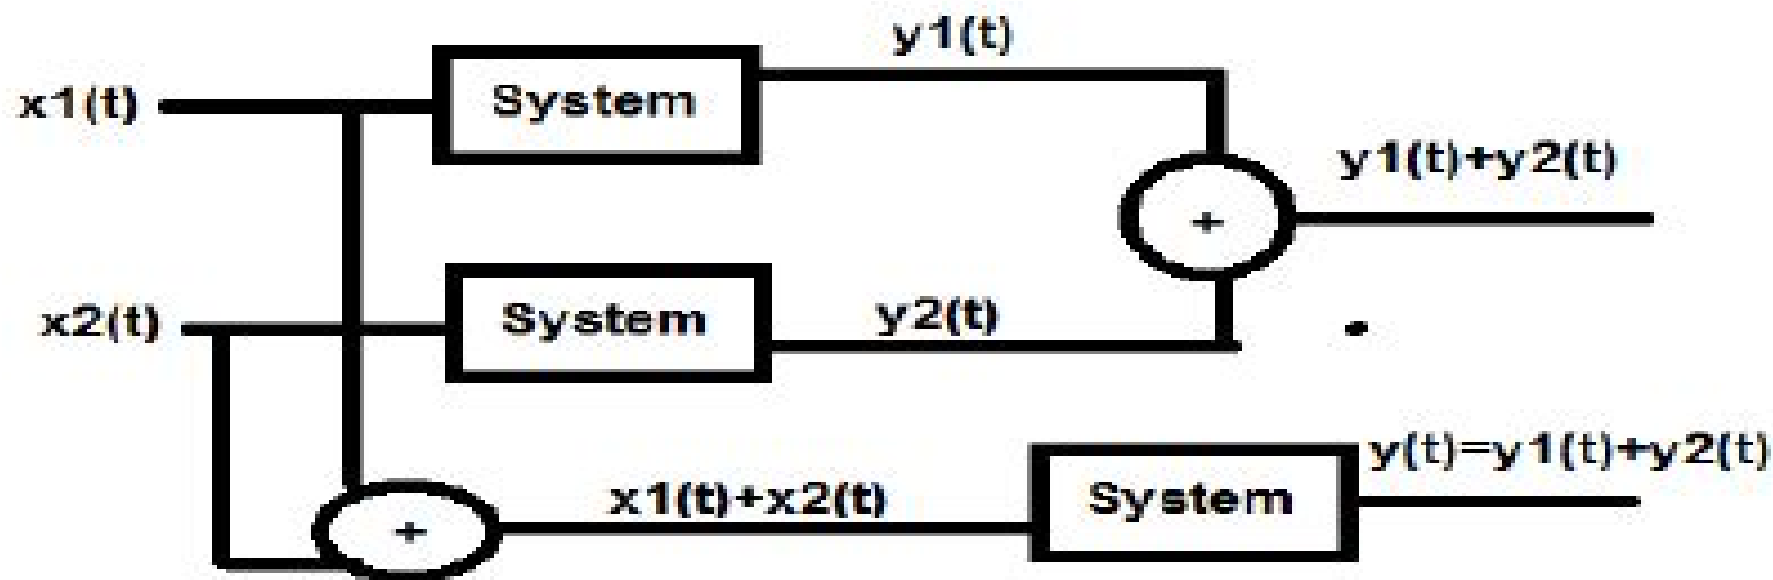 y1(t)
x1(t)
System
y1(t)+y2(t)
+
x2(t)
System
y2(t)
y(t)=y1(t)+y2(t)
x1(t)+x2(t)
System
+